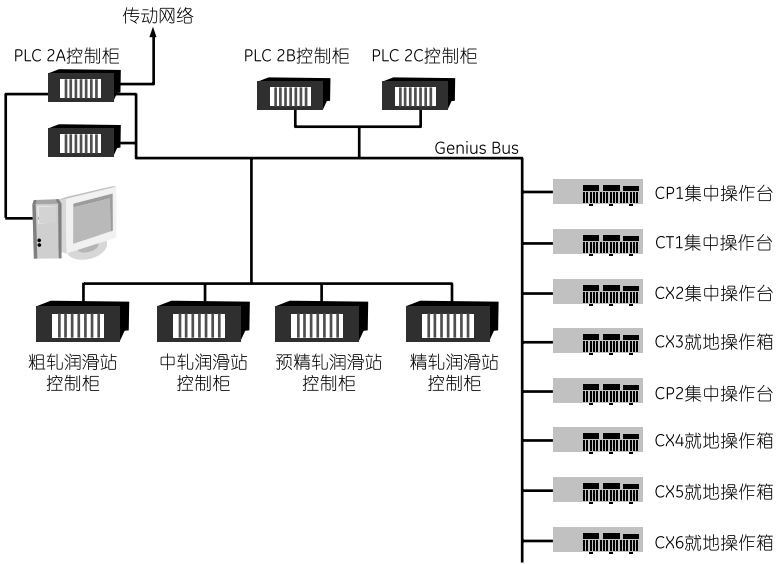 传动网络
PLC 2A控制柜
PLC 2B控制柜
PLC 2C控制柜
Genius Bus
CP1集中操作台
CT1集中操作台
CX2集中操作台
CX3就地操作箱
CP2集中操作台
CX4就地操作箱
CX5就地操作箱
CX6就地操作箱
粗轧润滑站
控制柜
中轧润滑站
控制柜
预精轧润滑站
控制柜
精轧润滑站
控制柜